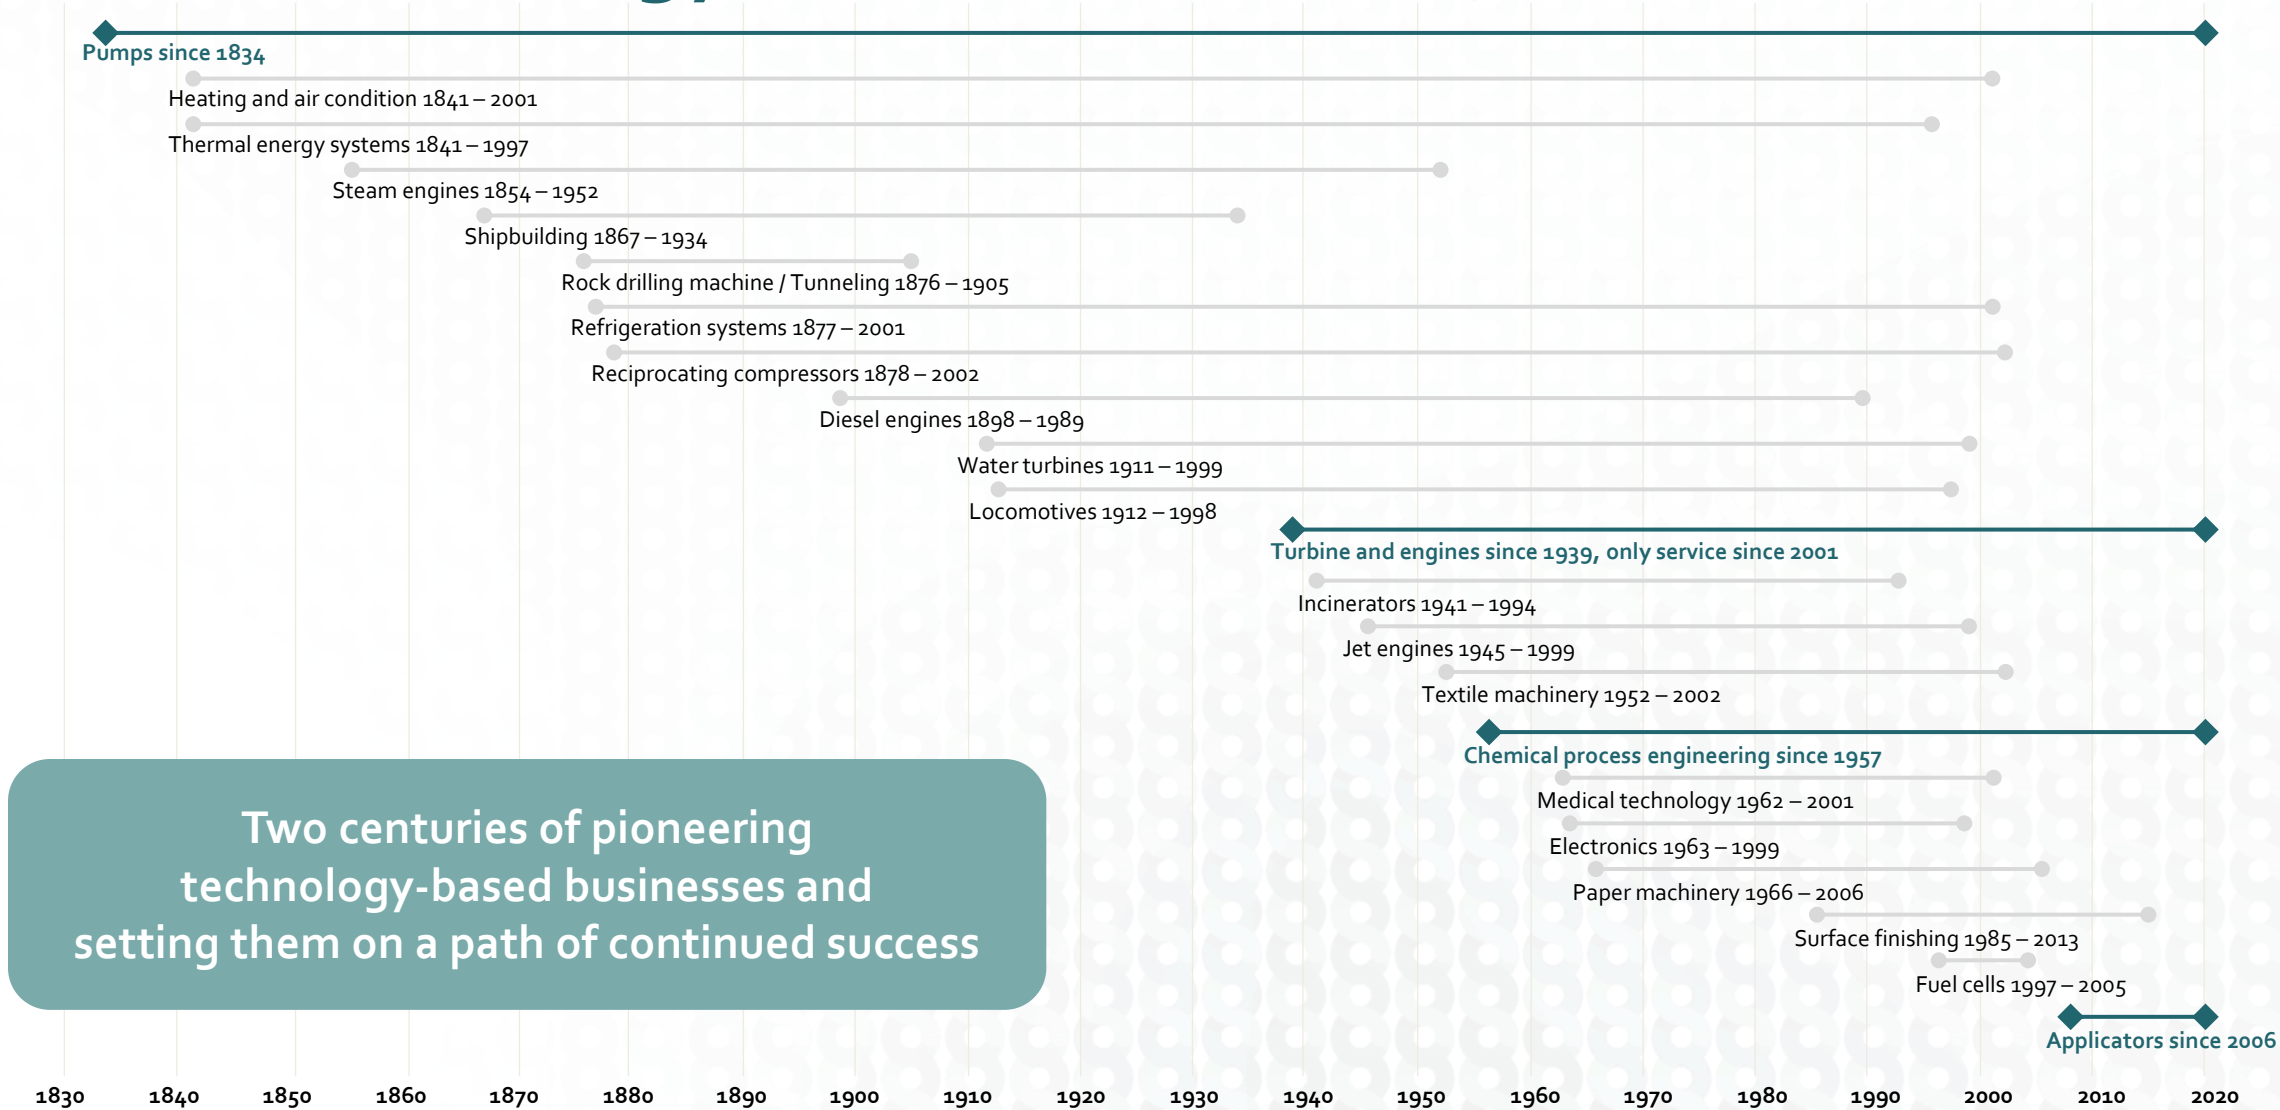 Pumps since 1834
Heating and air condition 1841 – 2001
Thermal energy systems 1841 – 1997
Steam engines 1854 – 1952
Shipbuilding 1867 – 1934
Rock drilling machine / Tunneling 1876 – 1905
Refrigeration systems 1877 – 2001
Reciprocating compressors 1878 – 2002
Diesel engines 1898 – 1989
Water turbines 1911 – 1999
Locomotives 1912 – 1998
Turbine and engines since 1939, only service since 2001
Incinerators 1941 – 1994
Jet engines 1945 – 1999
Textile machinery 1952 – 2002
Chemical process engineering since 1957
Medical technology 1962 – 2001
Electronics 1963 – 1999
Paper machinery 1966 – 2006
Surface finishing 1985 – 2013
Fuel cells 1997 – 2005
Applicators since 2006
Two centuries of pioneering
technology-based businesses and
setting them on a path of continued success
1830 1840 1850 1860 1870 1880 1890 1900 1910 1920 1930 1940 1950 1960 1970 1980 1990 2000 2010 2020